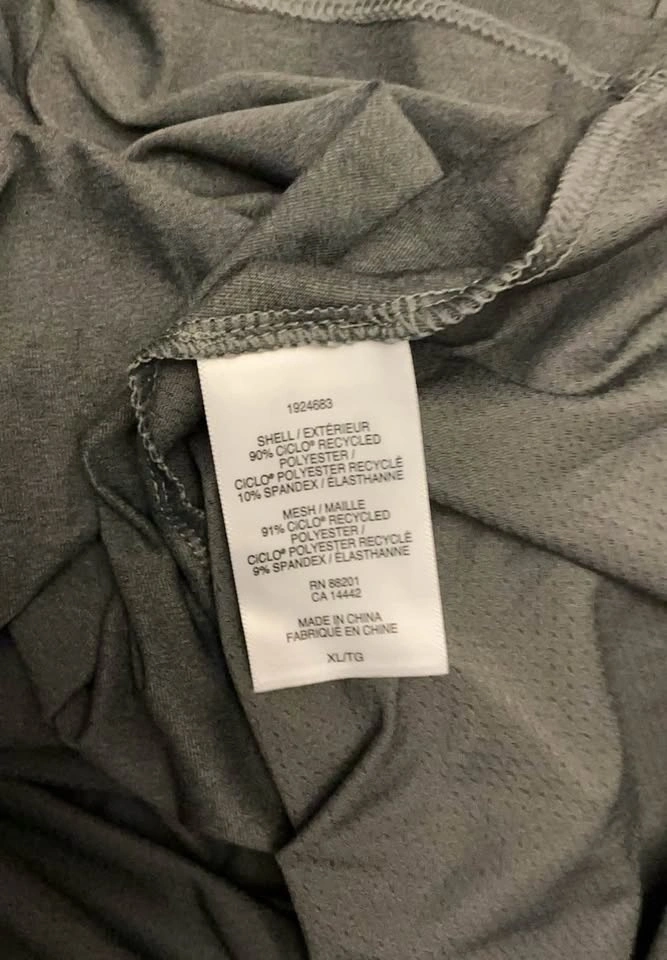 1924683
SHELL / EXTÉRIEUR
90% CiCLO® RECYCLED
POLYESTER /
CiCLO® POLYESTER RECYCLÉ
10% SPANDEX / ÉLASTHANNE
MESH / MAILLE
91% CiCLO® RECYCLED
POLYESTER /
CiCLO® POLYESTER RECYCLÉ
9% SPANDEX / ÉLASTHANNE
RN 88201
CA 14442
MADE IN CHINA
FABRIQUÉ EN CHINE
XL/TG